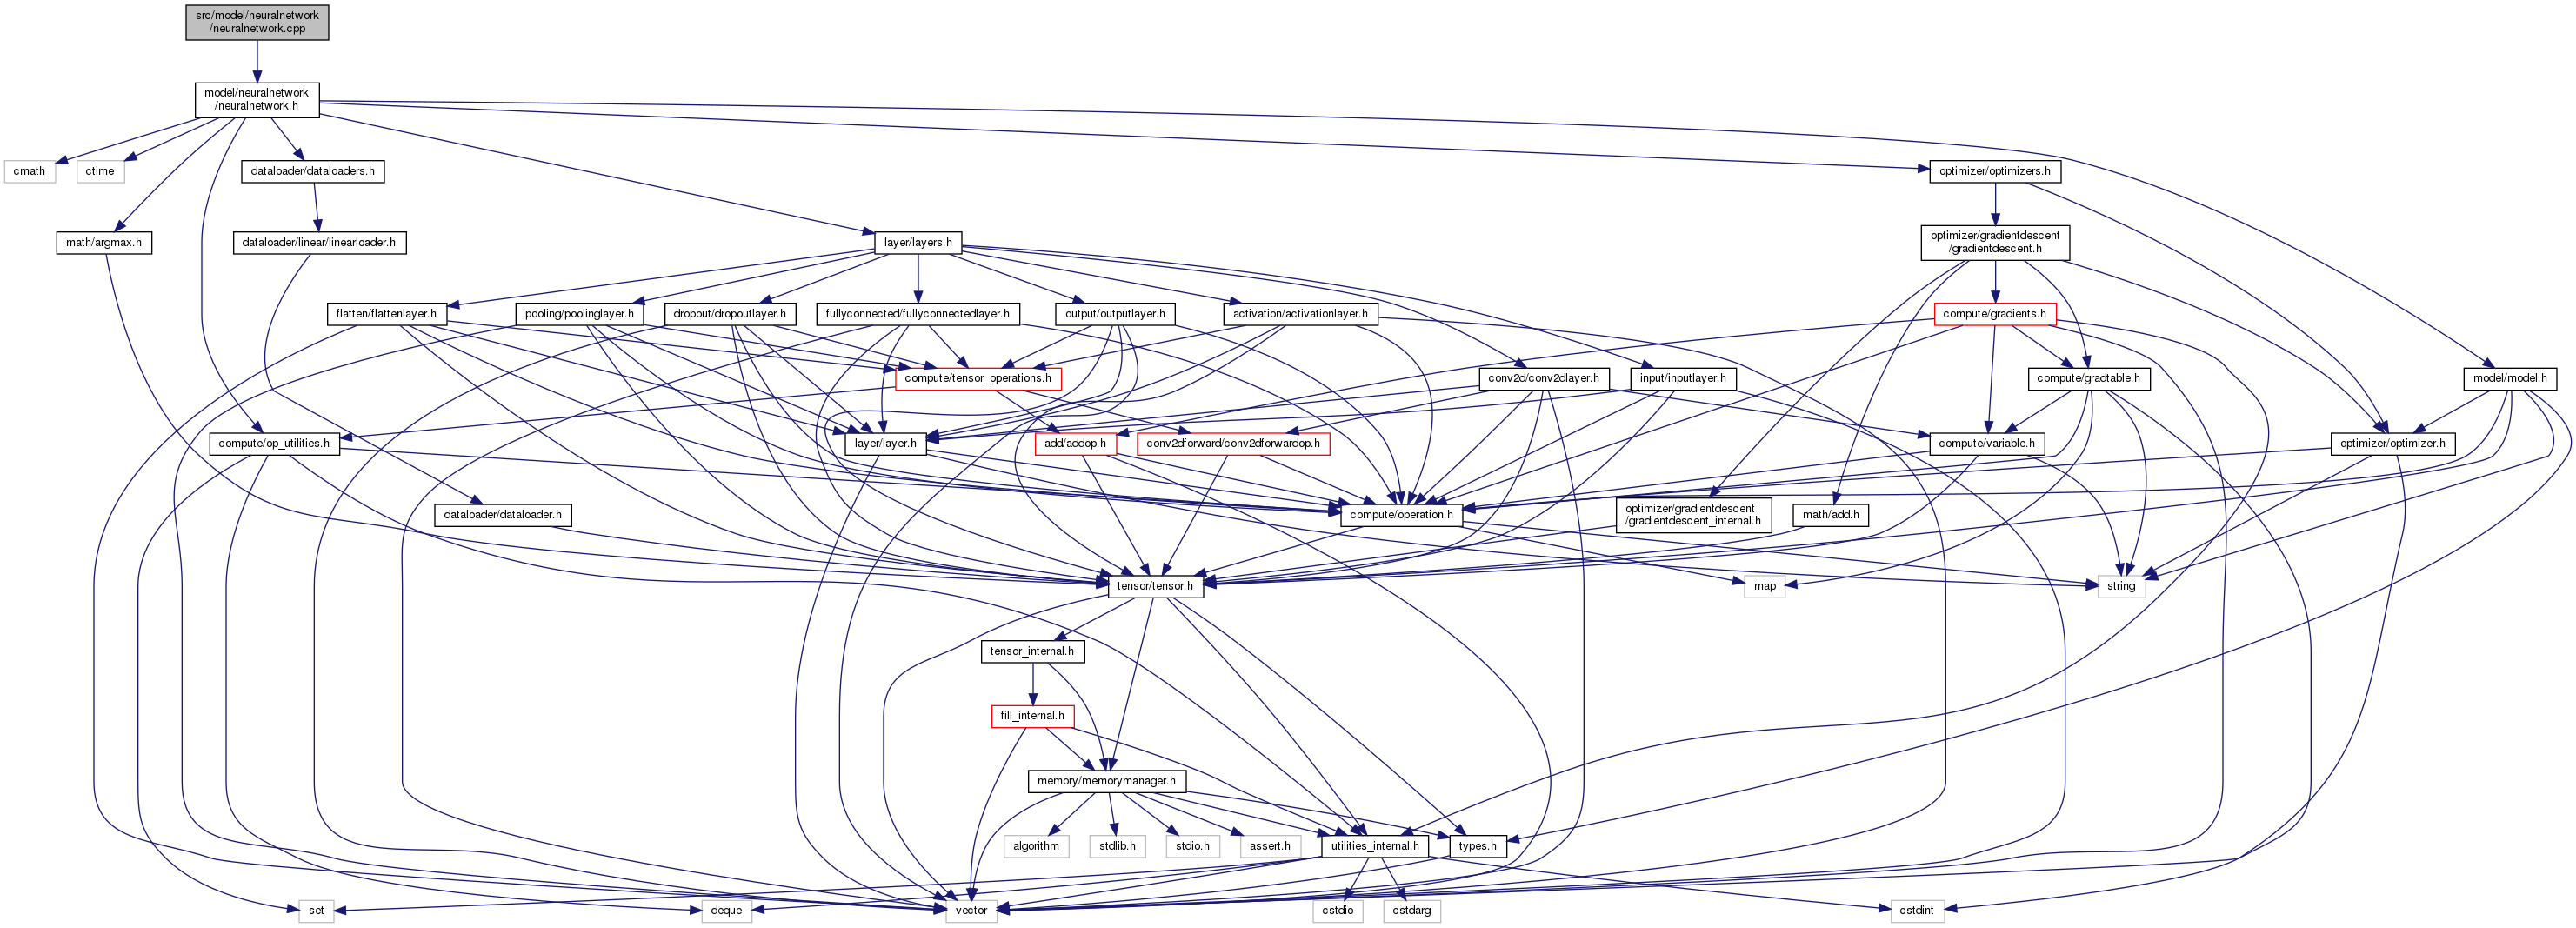 src/model/neuralnetwork
/neuralnetwork.cpp
model/neuralnetwork
/neuralnetwork.h
cmath
ctime
dataloader/dataloaders.h
optimizer/optimizers.h
math/argmax.h
dataloader/linear/linearloader.h
layer/layers.h
optimizer/gradientdescent
/gradientdescent.h
flatten/flattenlayer.h
pooling/poolinglayer.h
dropout/dropoutlayer.h
fullyconnected/fullyconnectedlayer.h
output/outputlayer.h
activation/activationlayer.h
compute/gradients.h
compute/tensor_operations.h
conv2d/conv2dlayer.h
input/inputlayer.h
compute/gradtable.h
model/model.h
compute/op_utilities.h
layer/layer.h
add/addop.h
conv2dforward/conv2dforwardop.h
compute/variable.h
optimizer/optimizer.h
dataloader/dataloader.h
compute/operation.h
optimizer/gradientdescent
/gradientdescent_internal.h
math/add.h
tensor/tensor.h
map
string
tensor_internal.h
fill_internal.h
memory/memorymanager.h
algorithm
stdlib.h
stdio.h
assert.h
utilities_internal.h
types.h
set
deque
vector
cstdio
cstdarg
cstdint